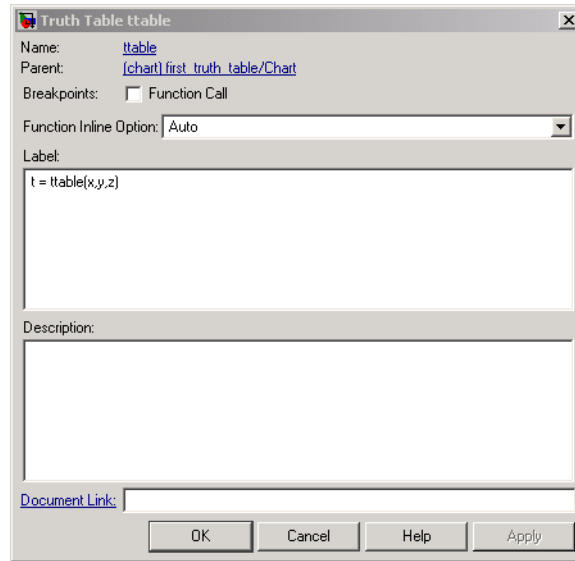 Truth Table ttable
Name: ttable
Parent: (chart) first_truth_table/Chart
Breakpoints: Function Call
Function Inline Option: Auto
Label:
t = ttable(x,y,z)
Description:
Document Link:
OK Cancel Help Apply